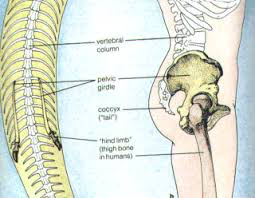 vertebral
column
pelvic
girdle
coccyx
("tail")
"hind limb"
(thigh bone
in humans)